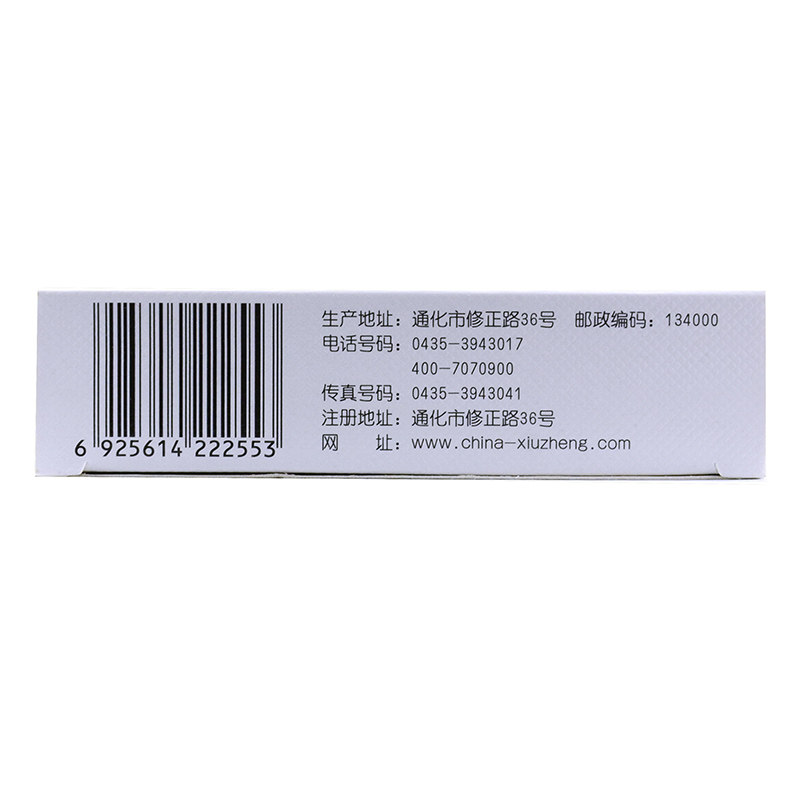 生产地址：通化市修正路36号 邮政编码：134000
电话号码：0435-3943017
400-7070900
传真号码：0435-3943041
注册地址：通化市修正路36号
网 址：www.china-xiuzheng.com
6 925614 222553